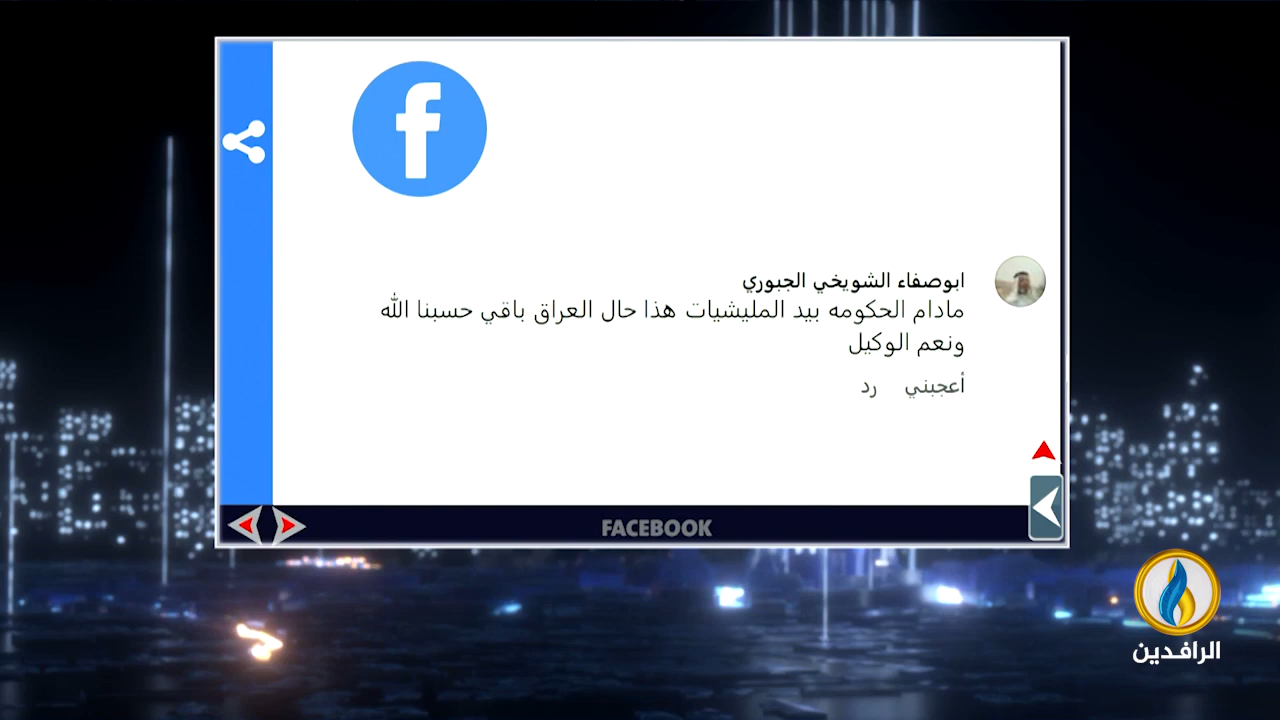 f
ابوصفاء الشويخي الجبوري
مادام الحكومه بيد المليشيات هذا حال العراق باقي حسبنا الله
ونعم الوكيل
أعجبني رد
FACEBOOK
الرافدين